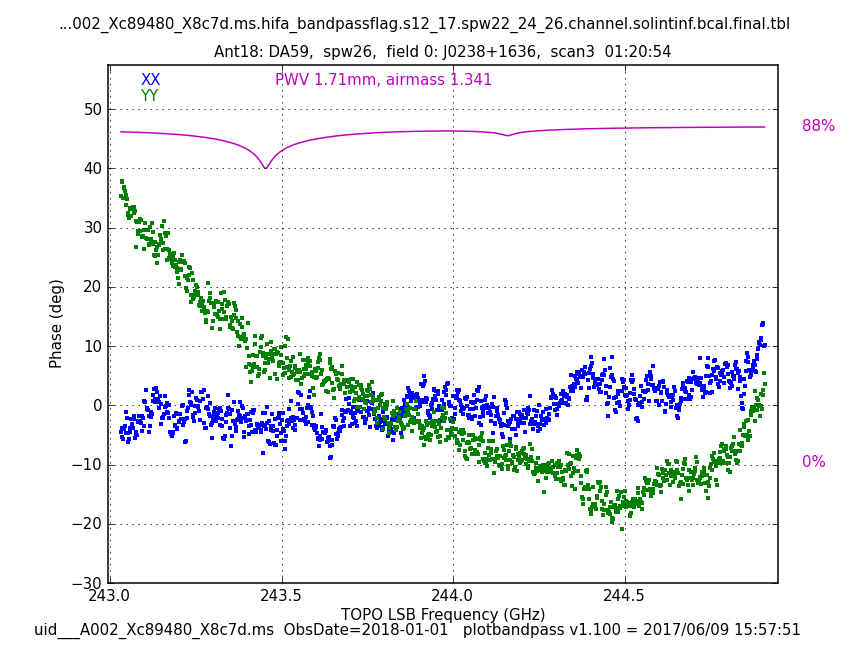 ...002_Xc89480_X8c7d.ms.hifa_bandpassflag.s12_17.spw22_24_26.channel.solintinf.bcal.final.tbl
Ant18: DA59,  spw26,  field 0: J0238+1636,  scan3  01:20:54
XX
PWV 1.71mm, airmass 1.341
YY
50
88%
40
30
20
10
0
−10
0%
−20
−30
Phase (deg)
243.0
243.5
244.0
244.5
TOPO LSB Frequency (GHz)
uid___A002_Xc89480_X8c7d.ms  ObsDate=2018-01-01   plotbandpass v1.100 = 2017/06/09 15:57:51